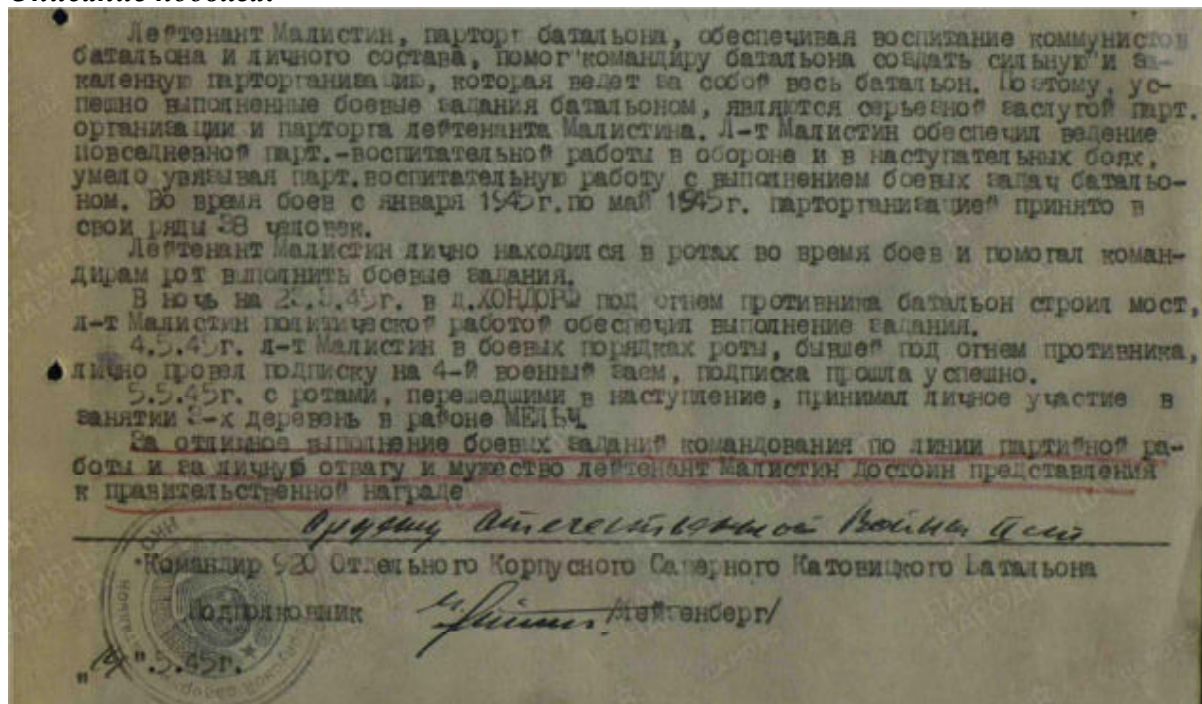 Описание подвига:
Лейтенант Малистин, парторг батальона, обеспечивая воспитание коммунистов
батальона и личного состава, помог командиру батальона создать сильную и за-
каленную парторганизацию, которая ведет за собой весь батальон. Поэтому, ус-
пешно выполненные боевые задания батальоном, являются серьезной заслугой парт.
организации и парторга лейтенанта Малистина. Л-т Малистин обеспечил ведение
повседневной парт.-воспитательной работы в обороне и в наступательных боях,
умело увязывая парт.воспитательную работу с выполнением боевых задач батальо-
ном. Во время боев с января 1945г.по май 1945г. парторганизацией принято в
свои ряды 38 человек.
Лейтенант Малистин лично находился в ротах во время боев и помогал коман-
дирам рот выполнить боевые задания.
В ночь на в д.ХОНДОРФ под огнем противника батальон строил мост,
л-т Малистин политической работой обеспечил выполнение задания.
4.5.45г. л-т Малистин в боевых порядках роты, бывшей под огнем противника,
лично провел подписку на 4-й военный заем, подписка прошла успешно.
5.5.45г. с ротами, перешедшими в наступление, принимал личное участие в
занятии 3-х деревень в районе МЕЛЬЧ.
За отличное выполнение боевых заданий командования по линии партийной ра-
боты и за личную отвагу и мужество лейтенант Малистин достоин представления
к правительственной награде
ордену Отечественной Войны II ст
Командир 920 Отдельного Корпусного Саперного Катовицкого Батальона
Подполковник /Мейтенберг/
"14".5.45г.